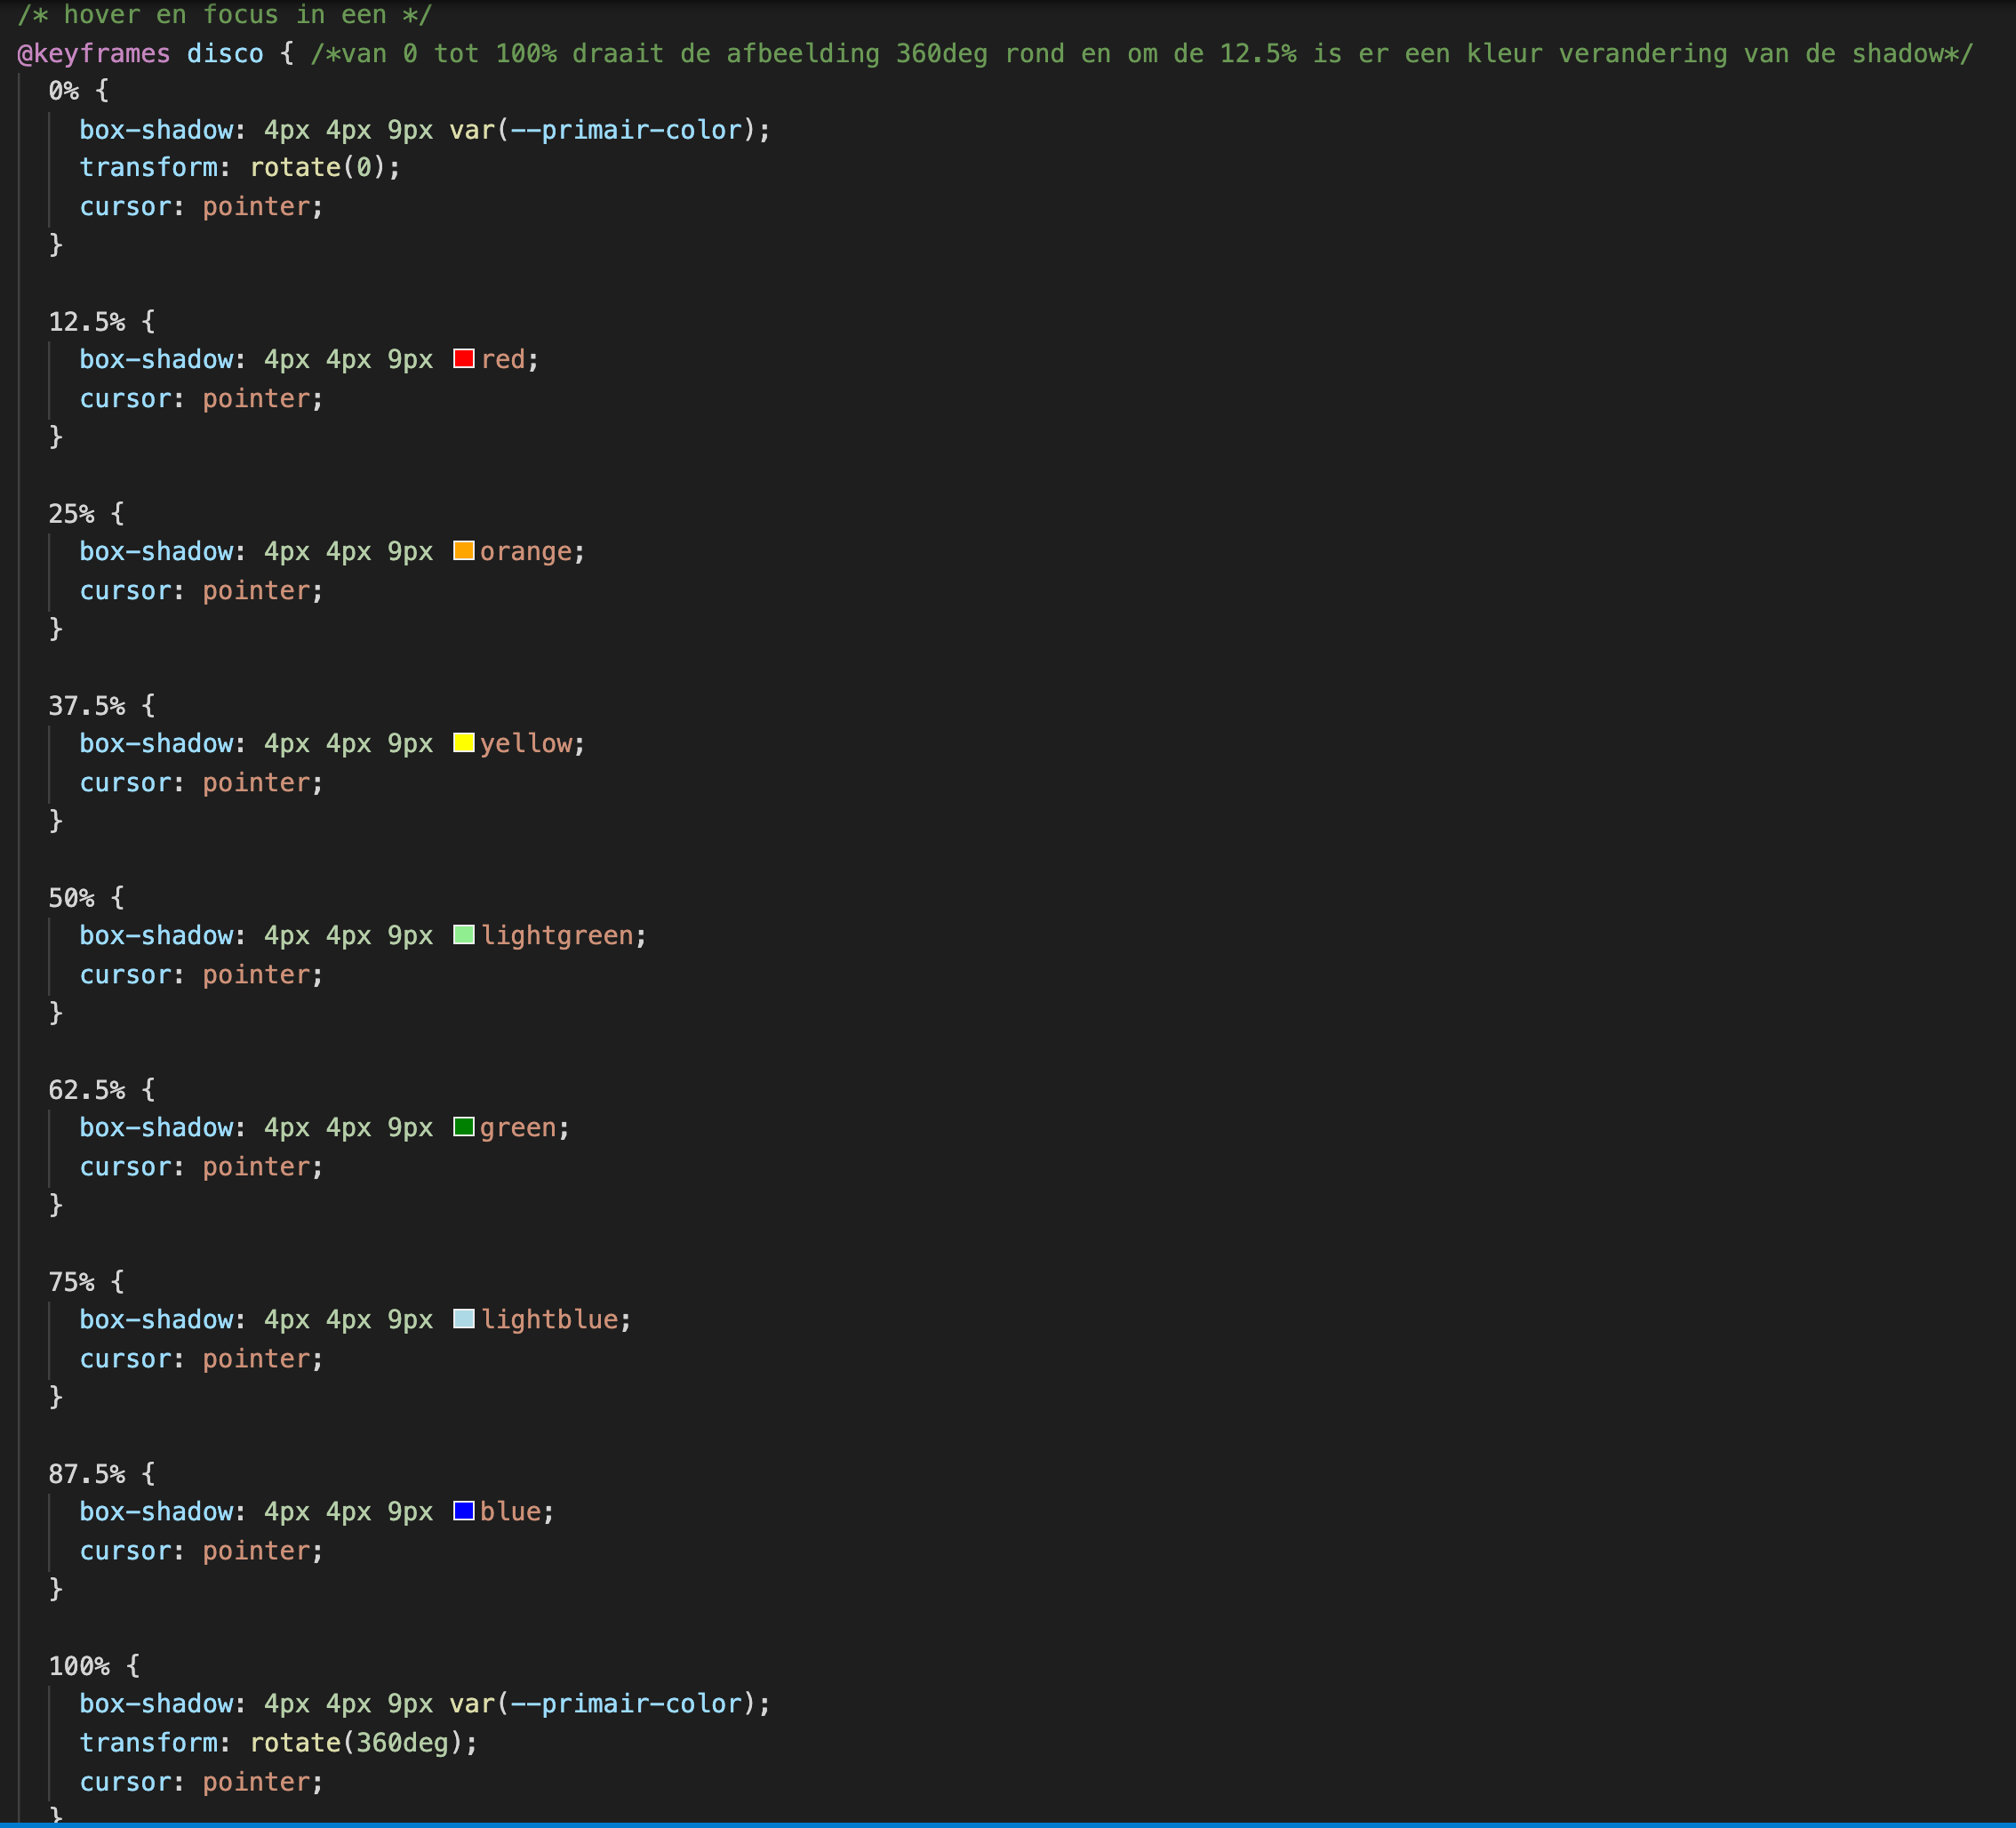 /* hover en focus in een */
@keyframes disco { /*van 0 tot 100% draait de afbeelding 360deg rond en om de 12.5% is er een kleur verandering van de shadow*/
0% {
box-shadow: 4px 4px 9px var(--primair-color);
transform: rotate(0);
cursor: pointer;
}
12.5% {
box-shadow: 4px 4px 9px red;
cursor: pointer;
}
25% {
box-shadow: 4px 4px 9px orange;
cursor: pointer;
}
37.5% {
box-shadow: 4px 4px 9px yellow;
cursor: pointer;
}
50% {
box-shadow: 4px 4px 9px lightgreen;
cursor: pointer;
}
62.5% {
box-shadow: 4px 4px 9px green;
cursor: pointer;
}
75% {
box-shadow: 4px 4px 9px lightblue;
cursor: pointer;
}
87.5% {
box-shadow: 4px 4px 9px blue;
cursor: pointer;
}
100% {
box-shadow: 4px 4px 9px var(--primair-color);
transform: rotate(360deg);
cursor: pointer;
}